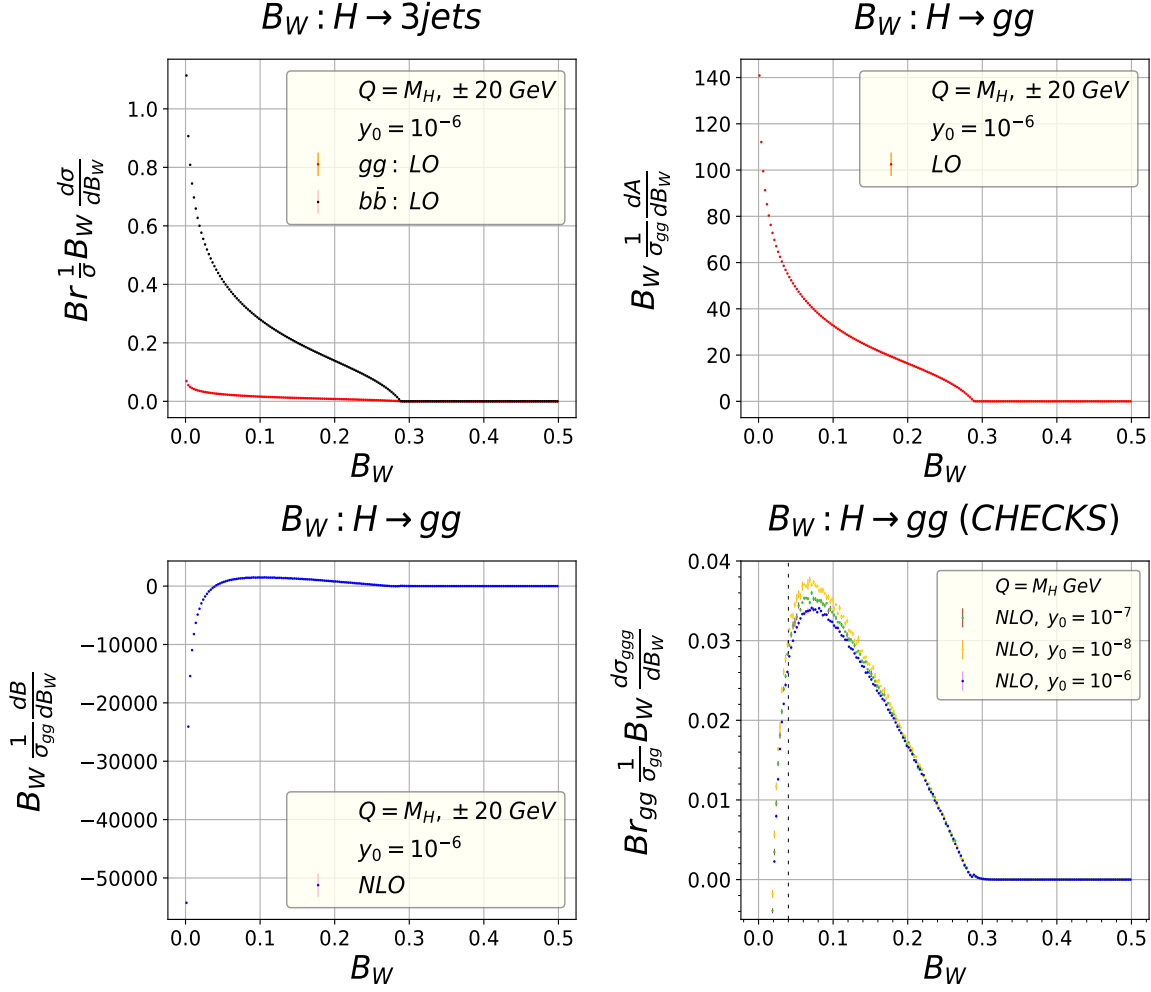 B_W : H → 3jets
Br 1/σ B_W dσ/dB_W
1.0
0.8
0.6
0.4
0.2
0.0
Q = M_H, ± 20 GeV
y_0 = 10^{-6}
gg : LO
bb̄ : LO
0.0 0.1 0.2 0.3 0.4 0.5
B_W
B_W : H → gg
B_W 1/σ_gg dA/dB_W
140
120
100
80
60
40
20
0
Q = M_H, ± 20 GeV
y_0 = 10^{-6}
LO
0.0 0.1 0.2 0.3 0.4 0.5
B_W
B_W : H → gg
B_W 1/σ_gg dB/dB_W
0
−10000
−20000
−30000
−40000
−50000
Q = M_H, ± 20 GeV
y_0 = 10^{-6}
NLO
0.0 0.1 0.2 0.3 0.4 0.5
B_W
B_W : H → gg (CHECKS)
Br_gg 1/σ_gg B_W dσ_ggg/dB_W
0.04
0.03
0.02
0.01
0.00
Q = M_H GeV
NLO, y_0 = 10^{-7}
NLO, y_0 = 10^{-8}
NLO, y_0 = 10^{-6}
0.0 0.1 0.2 0.3 0.4 0.5
B_W